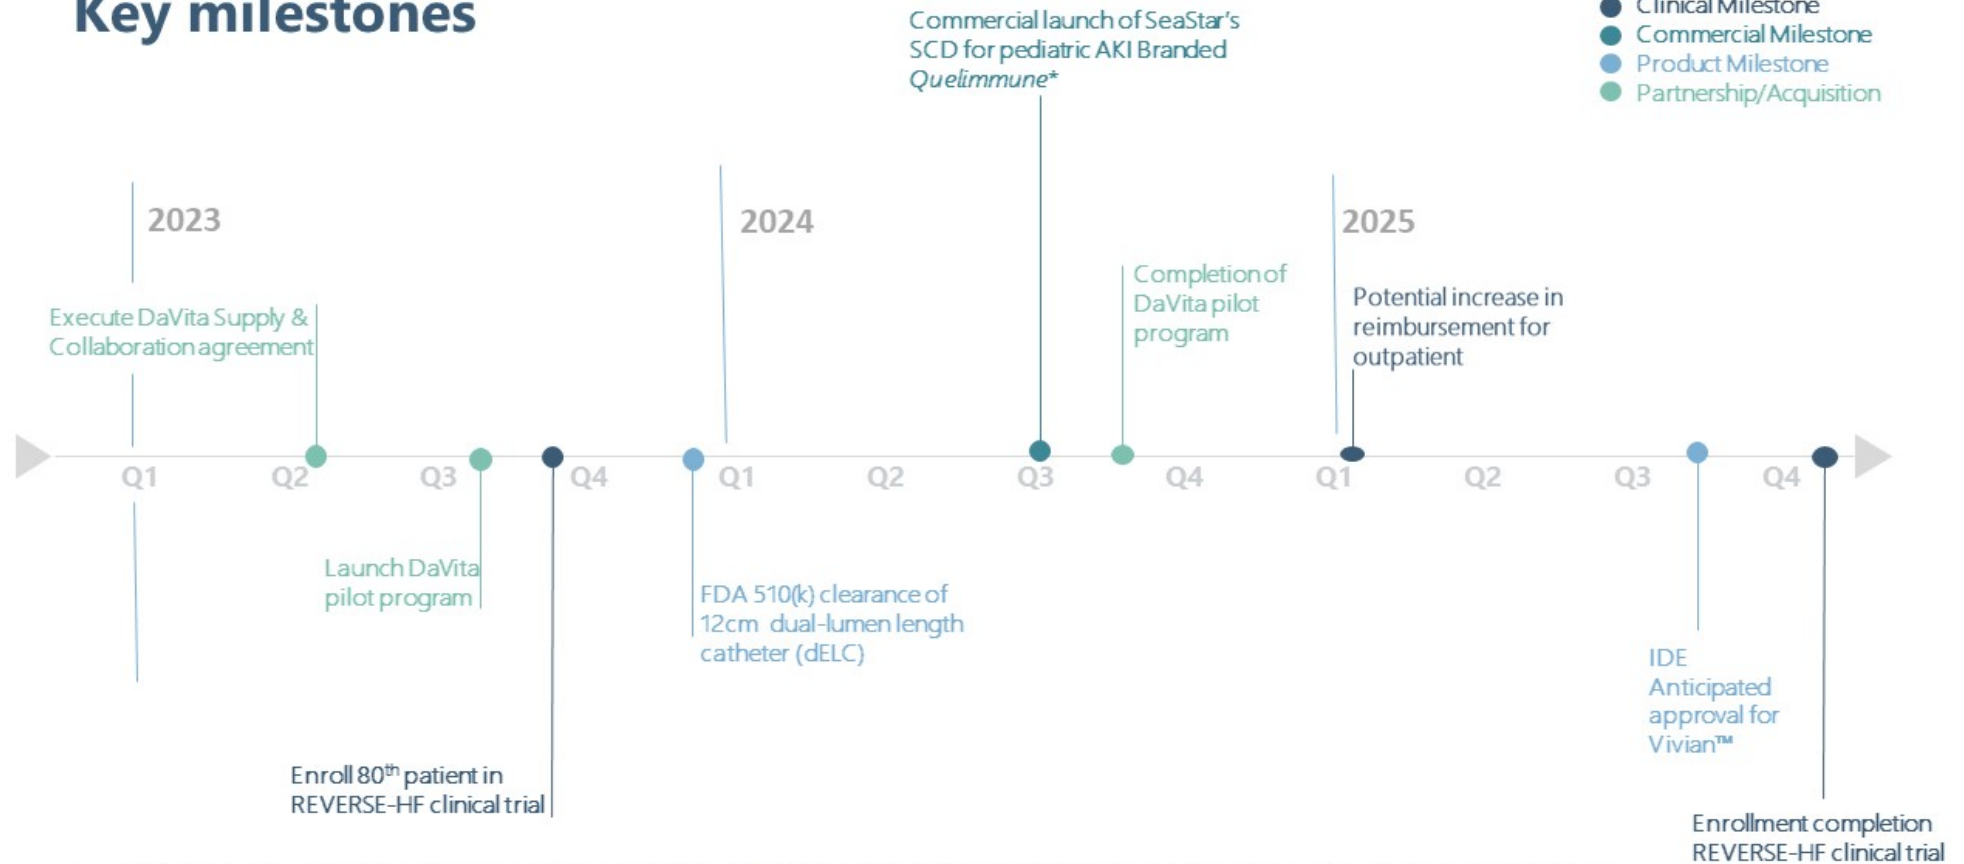 Key milestones
Commercial launch of SeaStar's
SCD for pediatric AKI Branded
Quelimmune*
Clinical Milestone
Commercial Milestone
Product Milestone
Partnership/Acquisition
2023
2024
2025
Execute DaVita Supply &
Collaboration agreement
Completion of
DaVita pilot
program
Potential increase in
reimbursement for
outpatient
Q1
Q2
Q3
Q4
Q1
Q2
Q3
Q4
Q1
Q2
Q3
Q4
Launch DaVita
pilot program
FDA 510(k) clearance of
12cm dual-lumen length
catheter (dELC)
IDE
Anticipated
approval for
Vivian™
Enroll 80th patient in
REVERSE-HF clinical trial
Enrollment completion
REVERSE-HF clinical trial